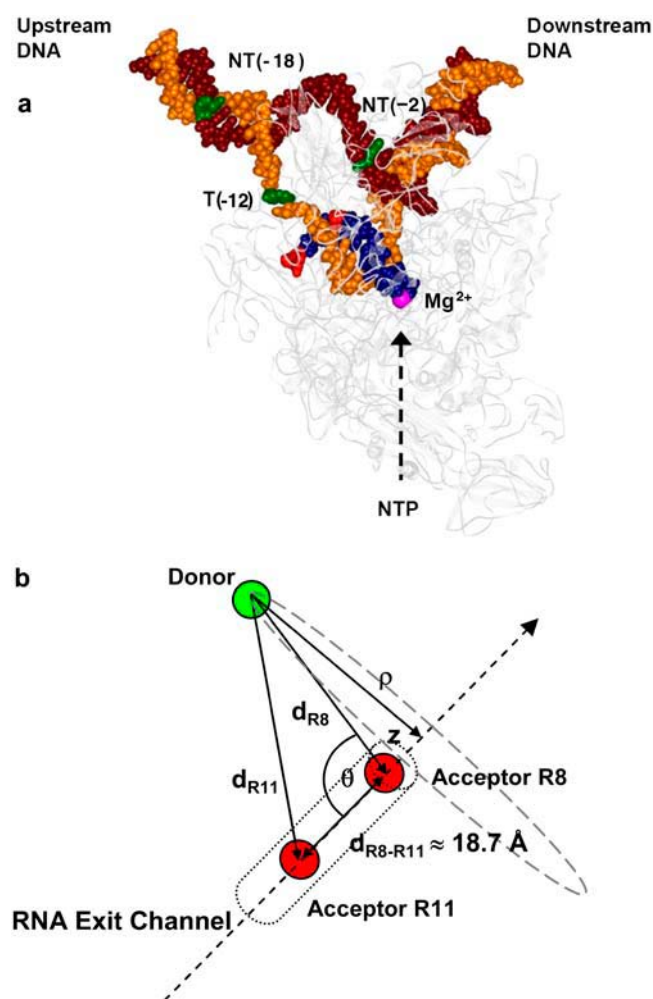 Upstream
DNA
Downstream
DNA
NT(-18)
a
NT(−2)
T(-12)
Mg2+
NTP
b
Donor
ρ
dR8
z
dR11
θ
Acceptor R8
dR8-R11 ≈ 18.7 Å
RNA Exit Channel
Acceptor R11